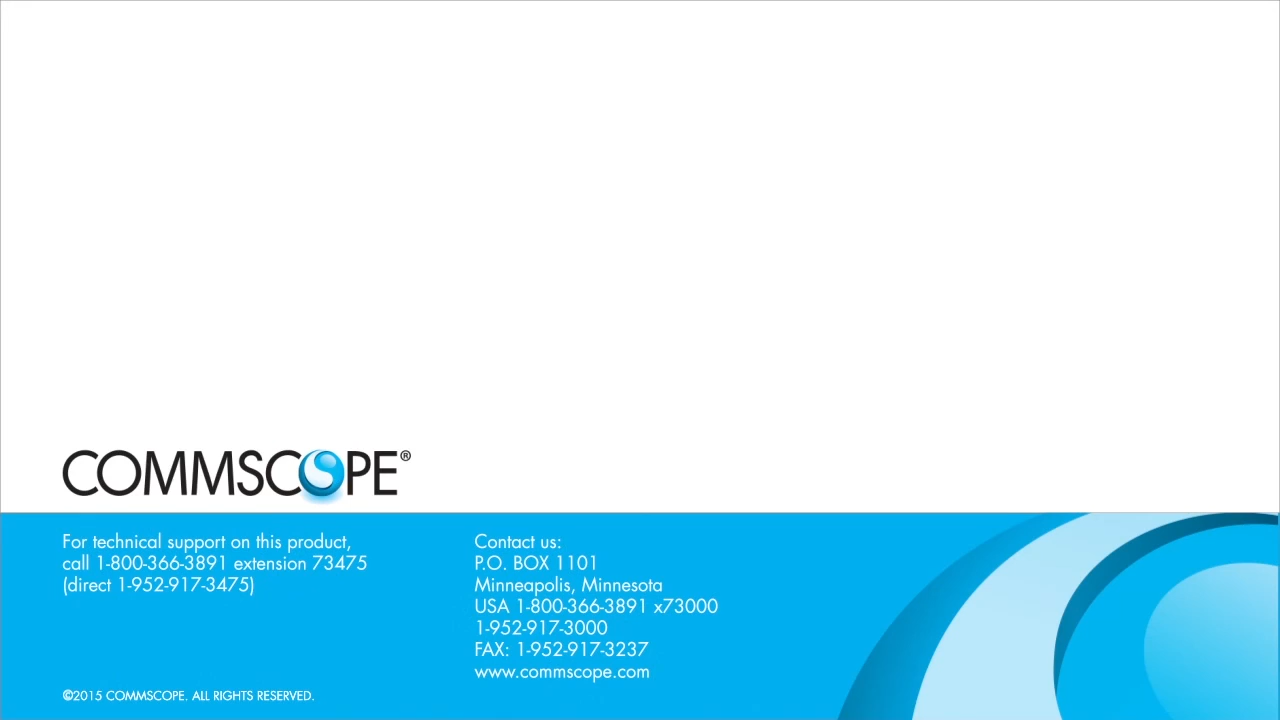 COMMSCOPE®
For technical support on this product,
call 1-800-366-3891 extension 73475
(direct 1-952-917-3475)
Contact us:
P.O. BOX 1101
Minneapolis, Minnesota
USA 1-800-366-3891 x73000
1-952-917-3000
FAX: 1-952-917-3237
www.commscope.com
©2015 COMMSCOPE. ALL RIGHTS RESERVED.